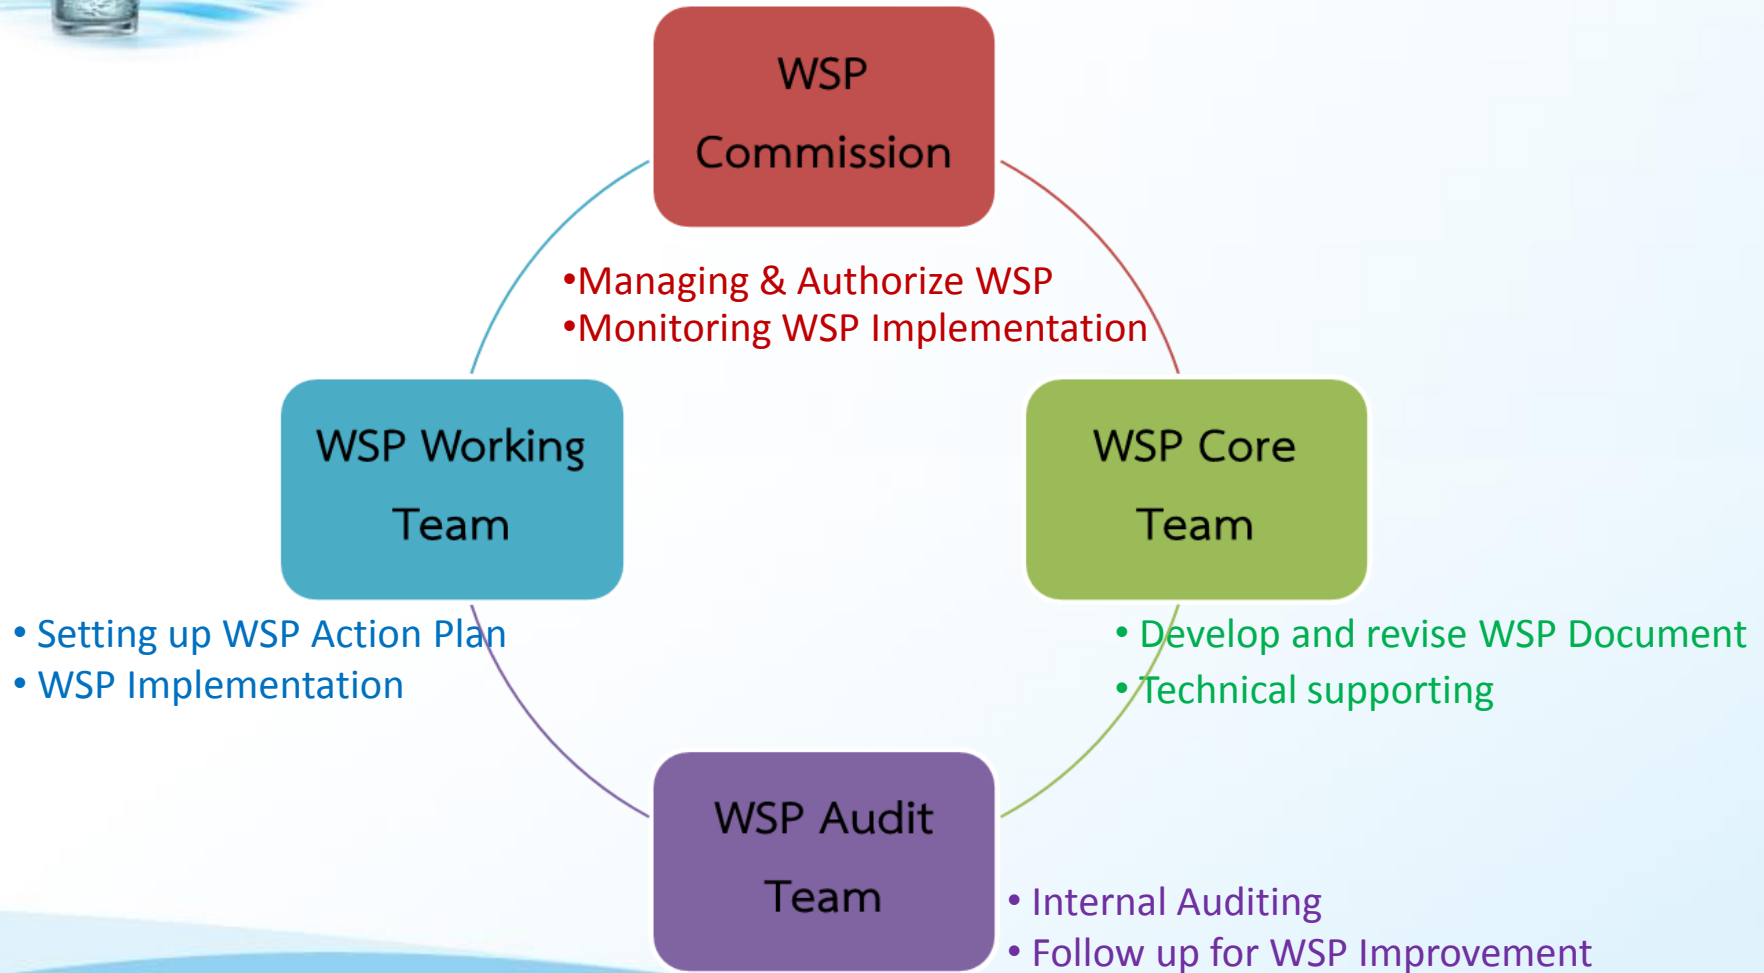 WSP
Commission
•Managing & Authorize WSP
•Monitoring WSP Implementation
WSP Working
Team
WSP Core
Team
• Setting up WSP Action Plan
• WSP Implementation
• Develop and revise WSP Document
• Technical supporting
WSP Audit
Team
• Internal Auditing
• Follow up for WSP Improvement